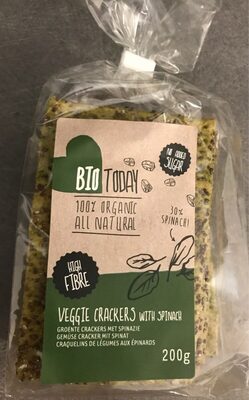 NO ADDED
SUGAR
BIO TODAY
100% ORGANIC
ALL NATURAL
30%
SPINACH!
HIGH
FIBRE
VEGGIE CRACKERS WITH SPINACH
GROENTE CRACKERS MET SPINAZIE
GEMÜSE CRACKER MIT SPINAT
CRAQUELINS DE LÉGUMES AUX ÉPINARDS
200g